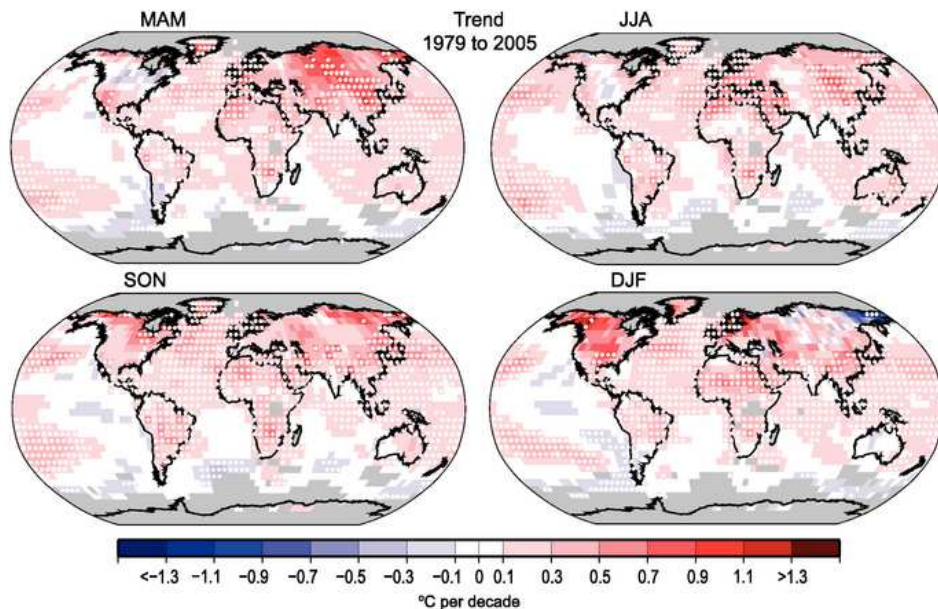 MAM
Trend
1979 to 2005
JJA
SON
DJF
<−1.3 −1.1 −0.9 −0.7 −0.5 −0.3 −0.1 0 0.1 0.3 0.5 0.7 0.9 1.1 >1.3
ºC per decade